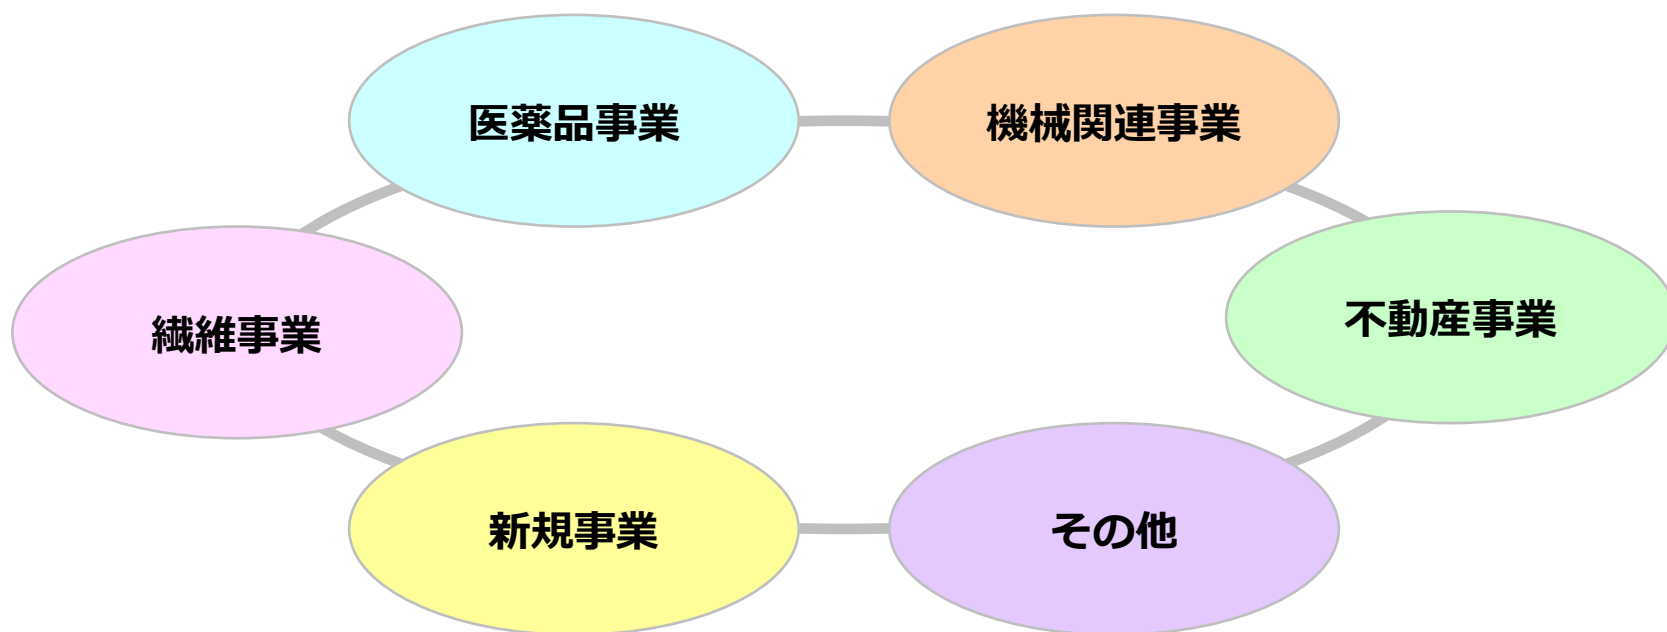 医薬品事業
機械関連事業
繊維事業
不動産事業
新規事業
その他